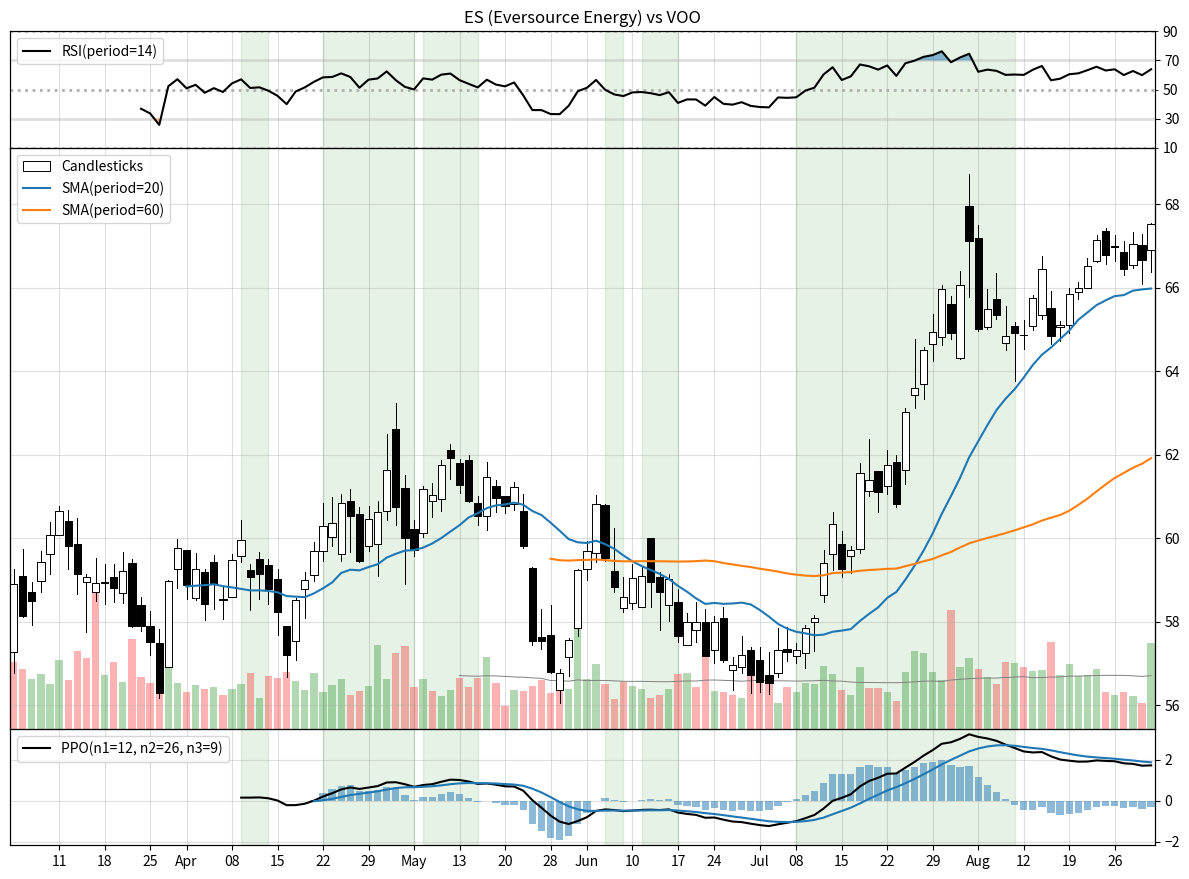 ES (Eversource Energy) vs VOO
RSI(period=14)
90
70
50
30
10
Candlesticks
SMA(period=20)
SMA(period=60)
68
66
64
62
60
58
56
PPO(n1=12, n2=26, n3=9)
2
0
−2
11 18 25 Apr 08 15 22 29 May 13 20 28 Jun 10 17 24 Jul 08 15 22 29 Aug 12 19 26